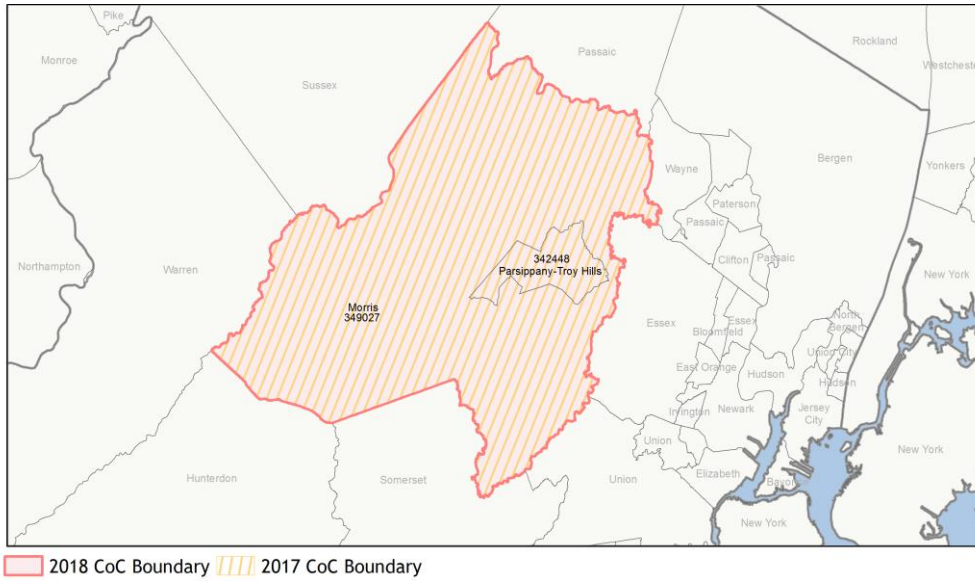 Pike
Monroe
Sussex
Passaic
Rockland
Westchester
Bergen
Yonkers
Wayne
Paterson
Passaic
Clifton
Passaic
Northampton
Warren
342448
Parsippany-Troy Hills
New York
Morris
349027
Essex
Essex
Bloomfield
North
Bergen
Union City
East Orange
Hudson
Hudson
Irvington
Newark
Jersey
City
Union
New York
Hunterdon
Somerset
Union
Elizabeth
Bayonne
New York
2018 CoC Boundary 2017 CoC Boundary